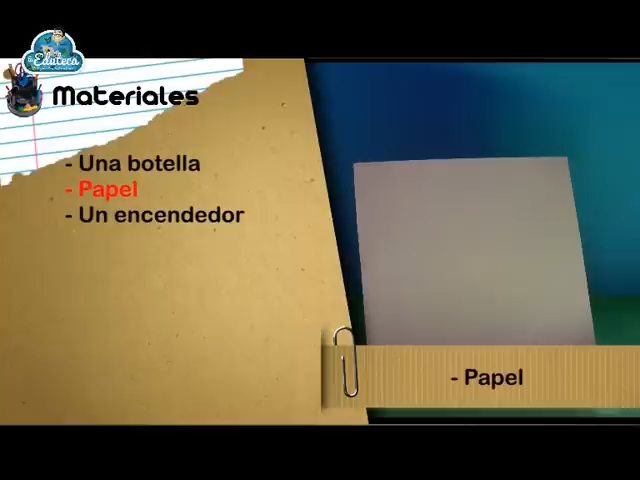 Eduteca
Materiales
- Una botella
- Papel
- Un encendedor
- Papel